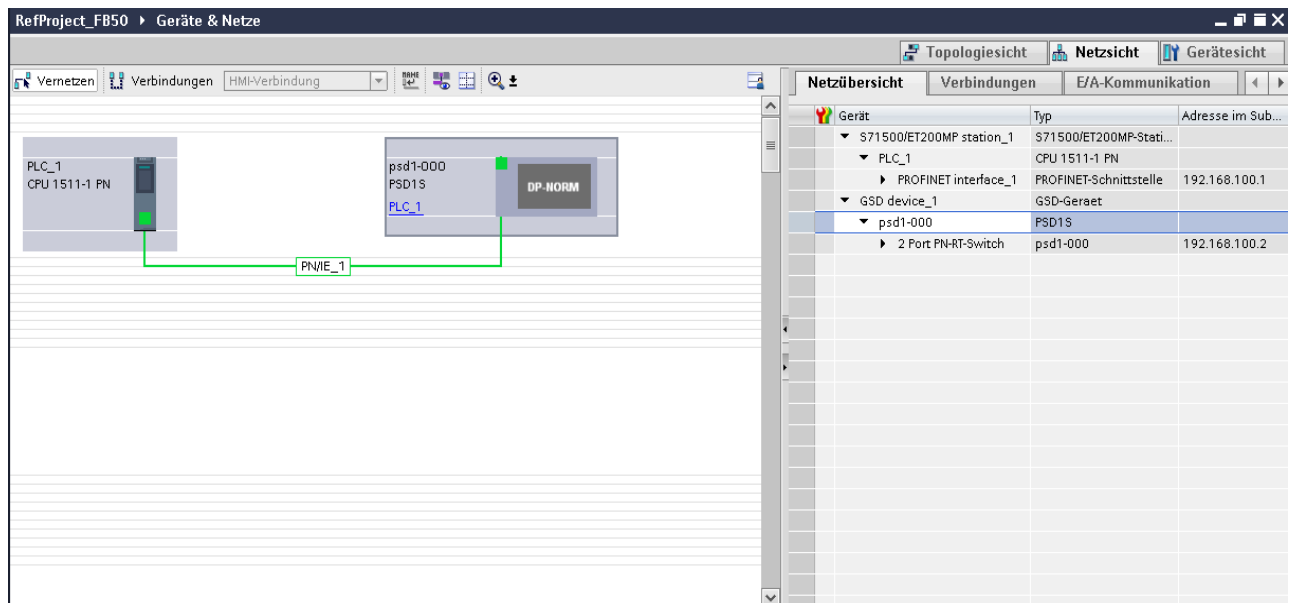 RefProject_FB50 ▸ Geräte & Netze
Topologiesicht Netzsicht Gerätesicht
Vernetzen Verbindungen HMI-Verbindung NAME
Netzübersicht Verbindungen E/A-Kommunikation
Gerät Typ Adresse im Sub...
S71500/ET200MP station_1 S71500/ET200MP-Stati...
PLC_1 CPU 1511-1 PN
PROFINET interface_1 PROFINET-Schnittstelle 192.168.100.1
GSD device_1 GSD-Geraet
psd1-000 PSD1S
2 Port PN-RT-Switch psd1-000 192.168.100.2
PLC_1
CPU 1511-1 PN
psd1-000
PSD1S
PLC_1
DP-NORM
PN/IE_1